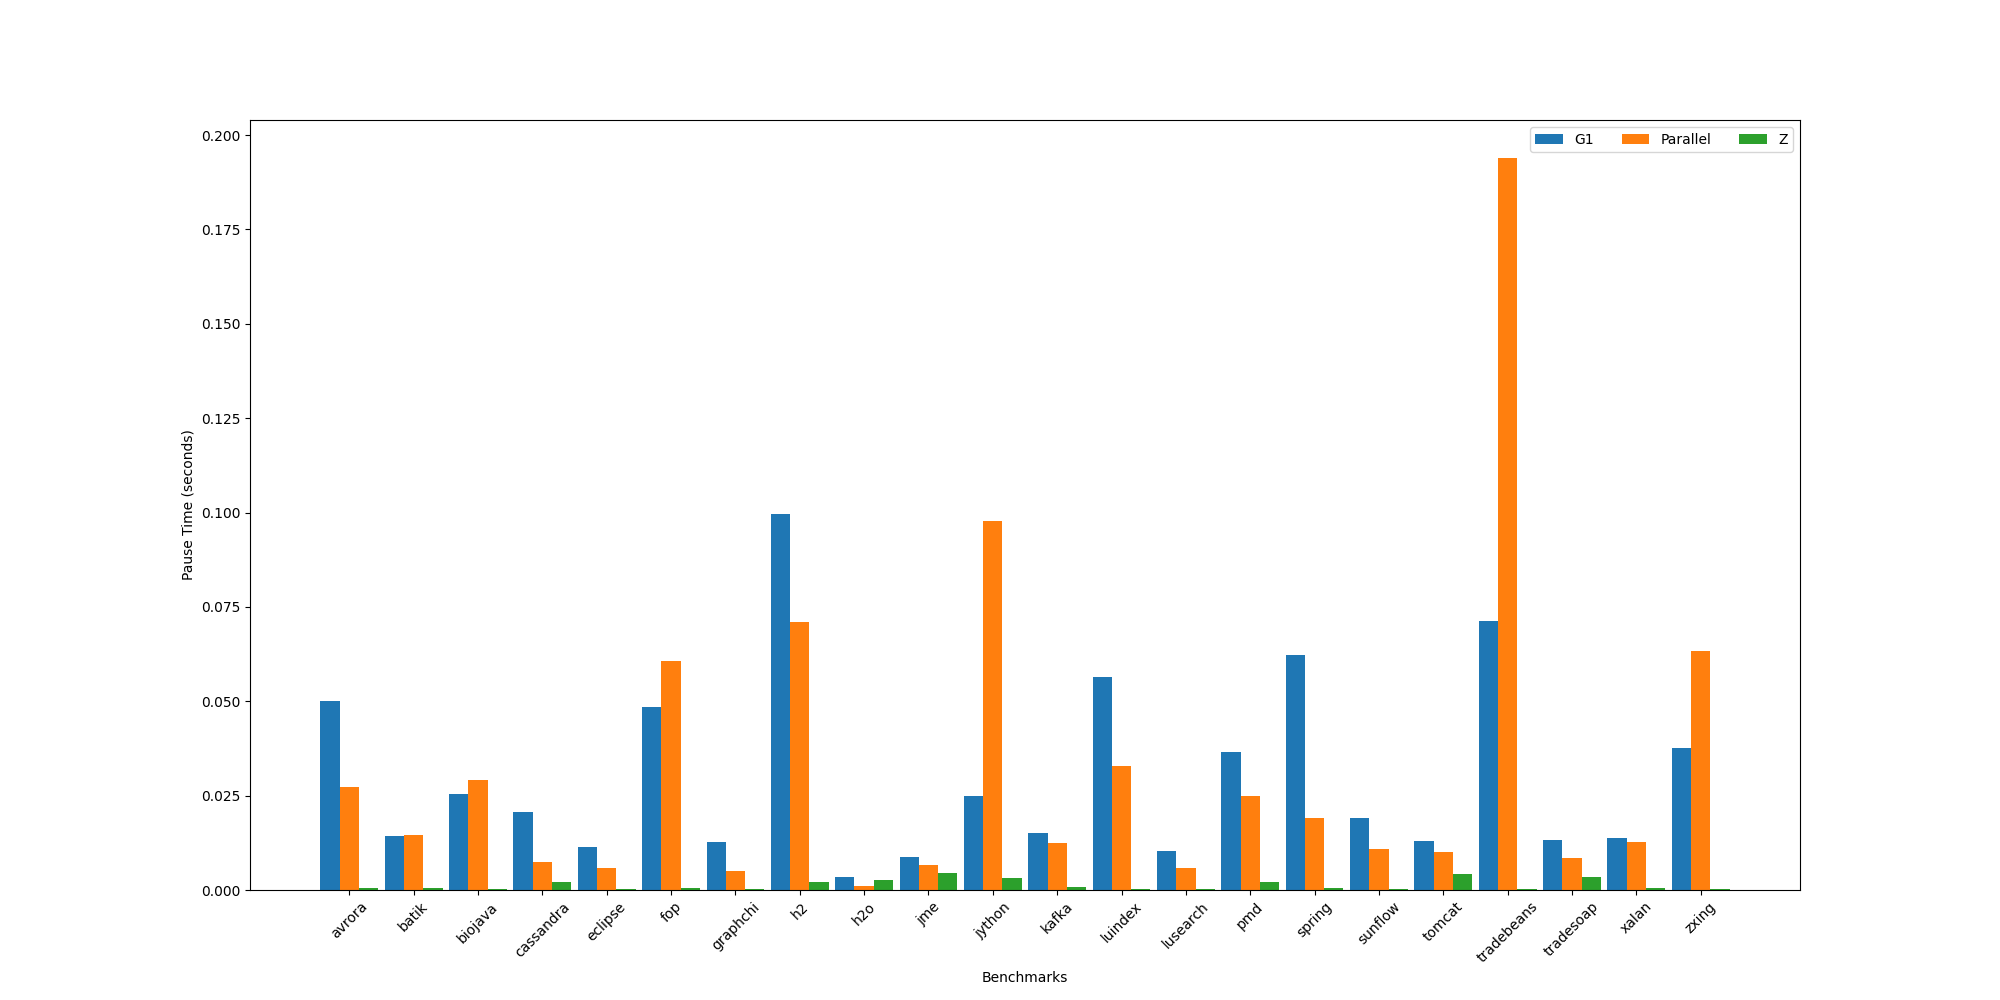 G1 Parallel Z
0.200
0.175
0.150
0.125
0.100
0.075
0.050
0.025
0.000
Pause Time (seconds)
avrora batik biojava cassandra eclipse fop graphchi h2 h2o jme jython kafka luindex lusearch pmd spring sunflow tomcat tradebeans tradesoap xalan zxing
Benchmarks